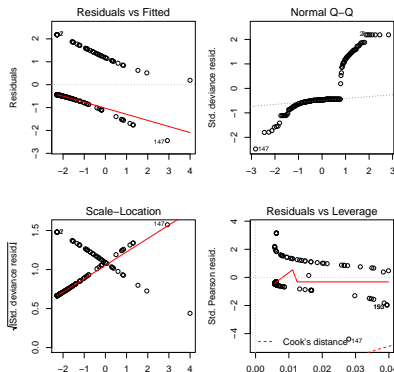 Residuals vs Fitted
Residuals
2
1
0
−1
−2
−3
2
147
−2 −1 0 1 2 3 4
Normal Q−Q
Std. deviance resid.
2
1
0
−1
−2
147
−3 −2 −1 0 1 2 3
Scale−Location
√|Std. deviance resid|
1.5
1.0
0.5
0.0
2
147
−2 −1 0 1 2 3 4
Residuals vs Leverage
Std. Pearson resid.
4
2
0
−2
−4
Cook's distance
147
0.00 0.01 0.02 0.03 0.04